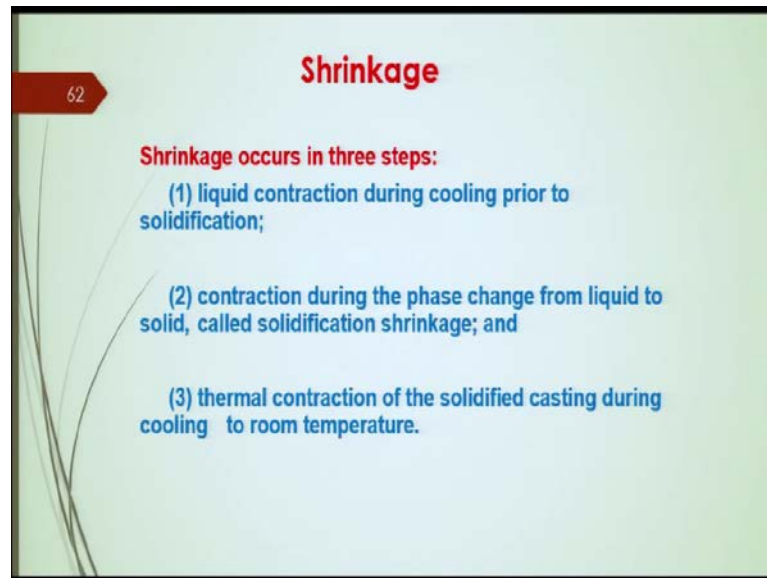 62
Shrinkage
Shrinkage occurs in three steps:
(1) liquid contraction during cooling prior to
solidification;
(2) contraction during the phase change from liquid to
solid, called solidification shrinkage; and
(3) thermal contraction of the solidified casting during
cooling to room temperature.